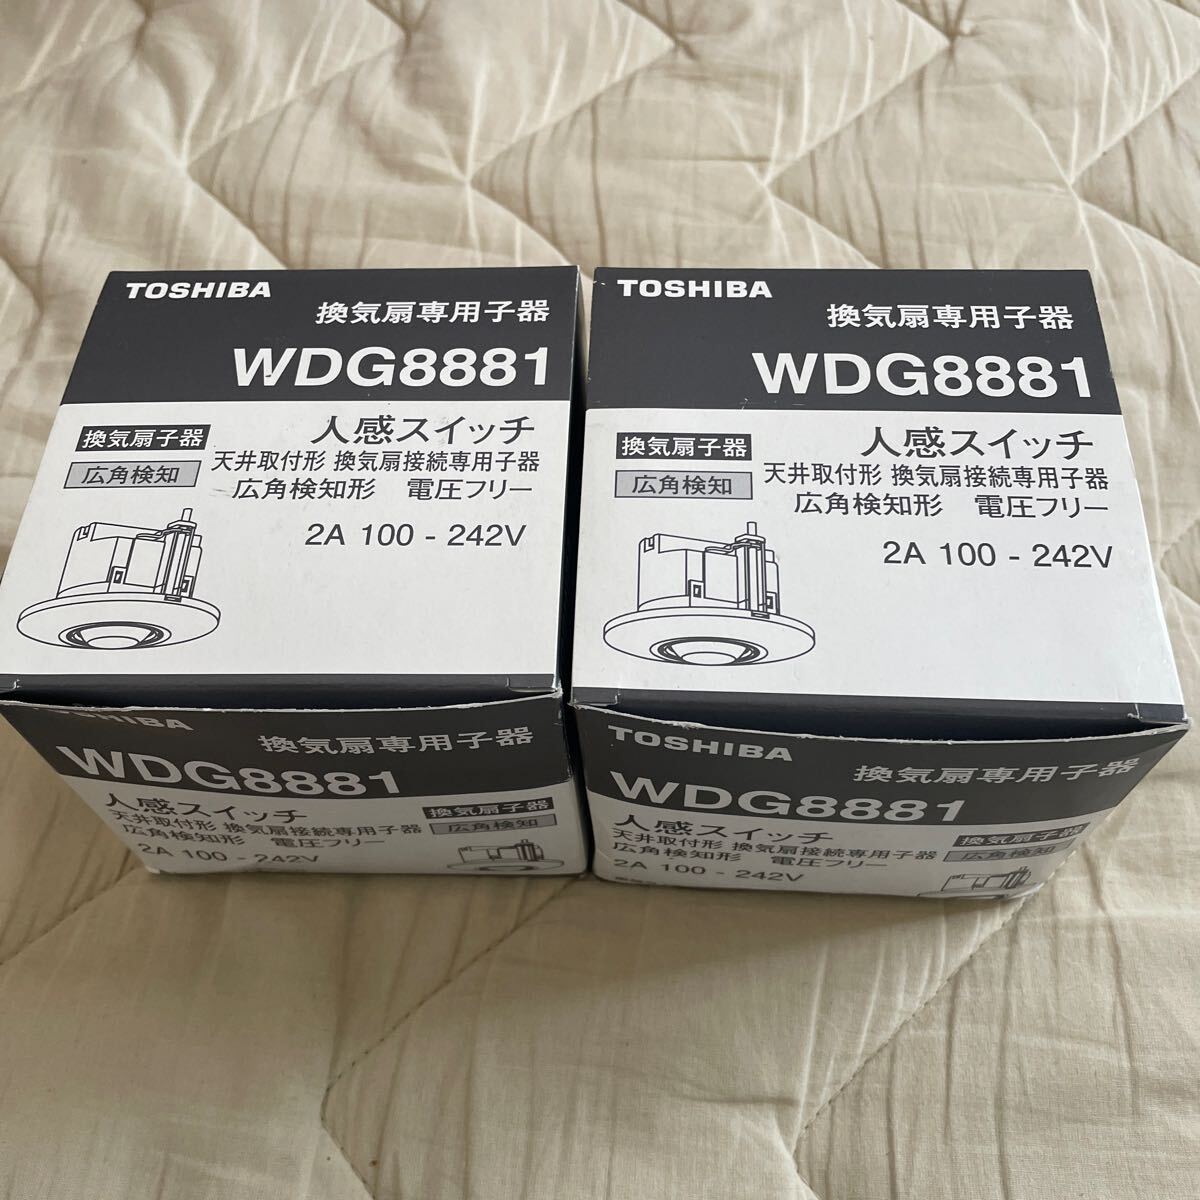 TOSHIBA
換気扇専用子器
WDG8881
換気扇子器
人感スイッチ
広角検知
天井取付形 換気扇接続専用子器
広角検知形 電圧フリー
2A 100 - 242V
TOSHIBA
換気扇専用子器
WDG8881
人感スイッチ
換気扇子器
天井取付形 換気扇接続専用子器
広角検知
広角検知形 電圧フリー
2A 100 - 242V
TOSHIBA
換気扇専用子器
WDG8881
換気扇子器
人感スイッチ
広角検知
天井取付形 換気扇接続専用子器
広角検知形 電圧フリー
2A 100 - 242V
TOSHIBA
換気扇専用子器
WDG8881
人感スイッチ
換気扇子器
天井取付形 換気扇接続専用子器
広角検知
広角検知形 電圧フリー
2A 100 - 242V